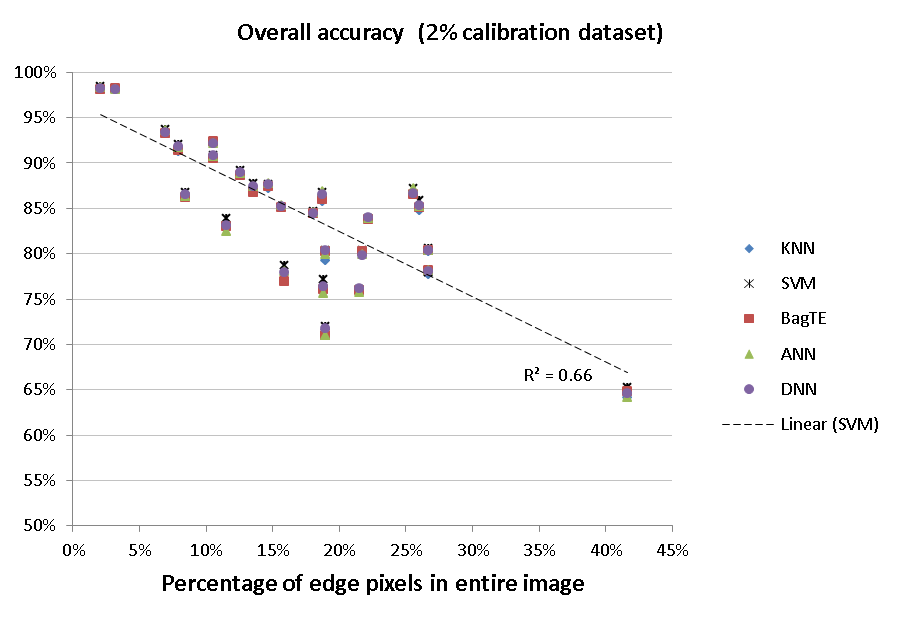 Overall accuracy (2% calibration dataset)
100%
95%
90%
85%
80%
75%
70%
65%
60%
55%
50%
0% 5% 10% 15% 20% 25% 30% 35% 40% 45%
Percentage of edge pixels in entire image
R² = 0.66
KNN
SVM
BagTE
ANN
DNN
Linear (SVM)